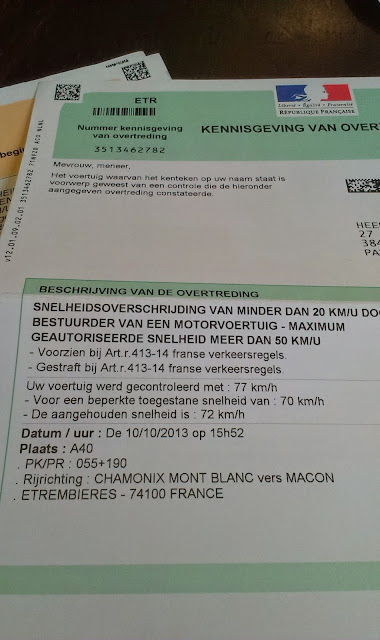 ETR
Liberté • Égalité • Fraternité
RÉPUBLIQUE FRANÇAISE
Nummer kennisgeving
van overtreding
3513462782
KENNISGEVING VAN OVER
Mevrouw, meneer,
Het voertuig waarvan het kenteken op uw naam staat is
voorwerp geweest van een controle die de hieronder
aangegeven overtreding constateerde.
HEE
27
384
PA
BESCHRIJVING VAN DE OVERTREDING
SNELHEIDSOVERSCHRIJDING VAN MINDER DAN 20 KM/U DOO
BESTUURDER VAN EEN MOTORVOERTUIG - MAXIMUM
GEAUTORISEERDE SNELHEID MEER DAN 50 KM/U
- Voorzien bij Art.r.413-14 franse verkeersregels.
- Gestraft bij Art.r.413-14 franse verkeersregels.
Uw voertuig werd gecontroleerd met : 77 km/h
- Voor een beperkte toegestane snelheid van : 70 km/h
- De aangehouden snelheid is : 72 km/h
Datum / uur : De 10/10/2013 op 15h52
Plaats : A40
. PK/PR : 055+190
. Rijrichting : CHAMONIX MONT BLANC vers MACON
. ETREMBIERES - 74100 FRANCE